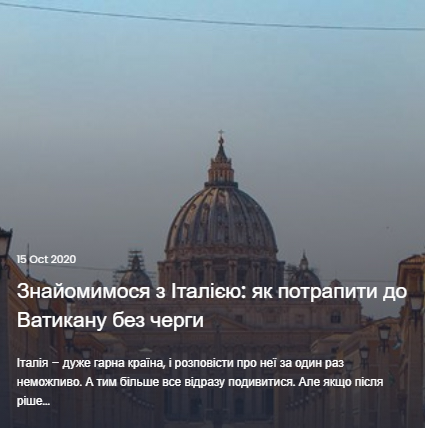 15 Oct 2020
Знайомимося з Італією: як потрапити до
Ватикану без черги
Італія – дуже гарна країна, і розповісти про неї за один раз
неможливо. А тим більше все відразу подивитися. Але якщо після
ріше...